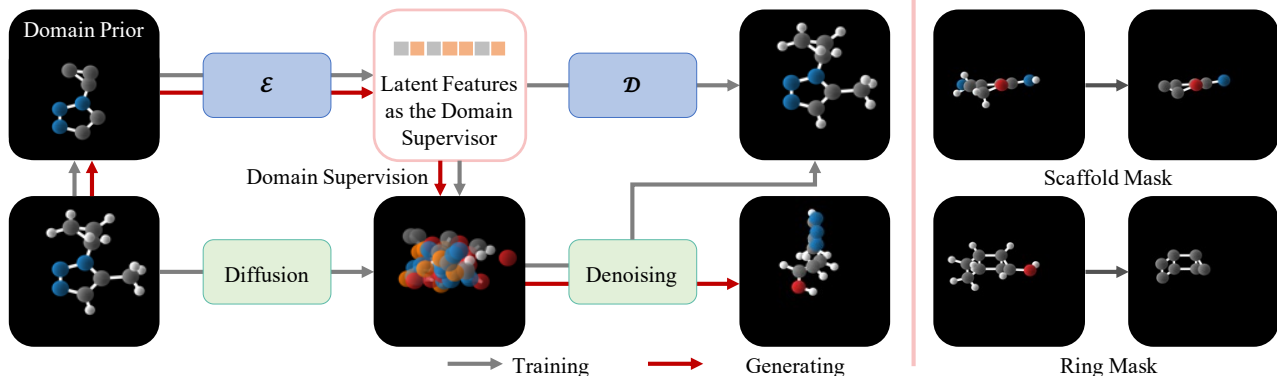 Domain Prior
ℰ
Latent Features
as the Domain
Supervisor
𝒟
Domain Supervision
Diffusion
Denoising
Training
Generating
Scaffold Mask
Ring Mask